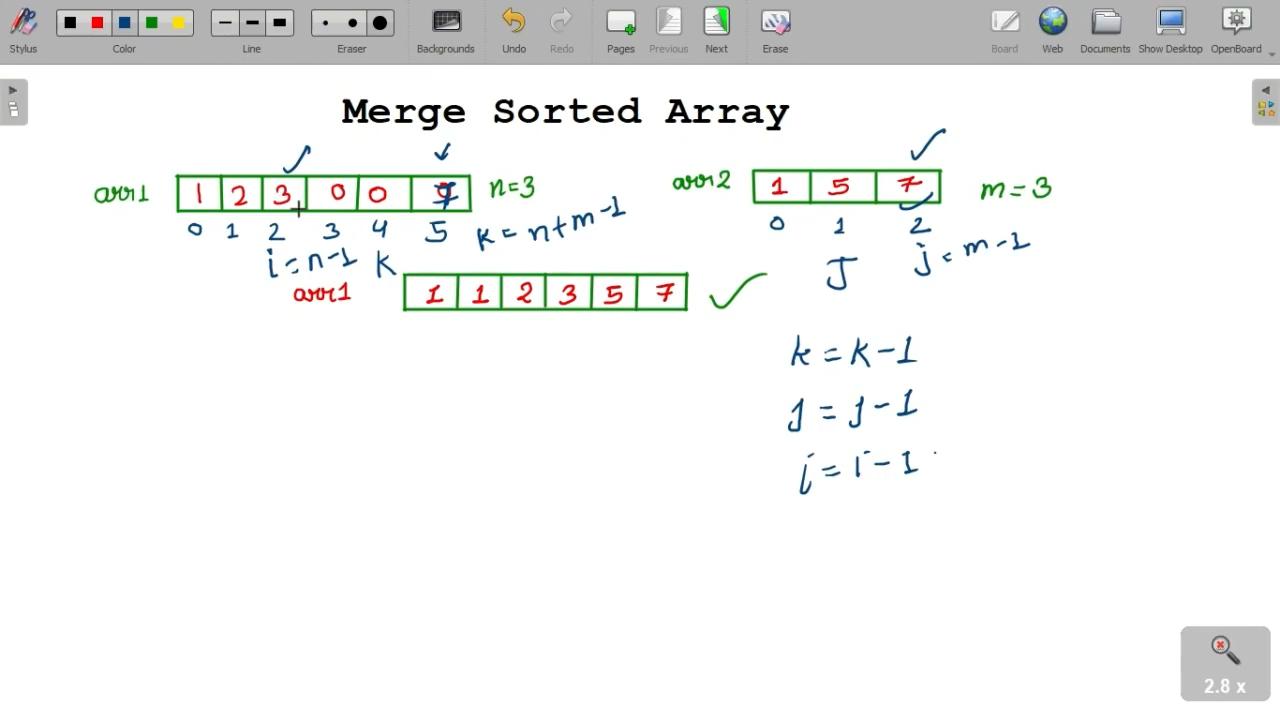 Stylus Color Line Eraser Backgrounds Undo Redo Pages Previous Next Erase Board Web Documents Show Desktop OpenBoard
Merge Sorted Array
arr1 1 2 3 0 0 7 n=3
0 1 2 3 4 5 k = n+m-1
i = n-1 k
arr2 1 5 7 m=3
0 1 2
J j = m-1
arr1 1 1 2 3 5 7
k = k-1
j = j-1
i = i-1
2.8 x